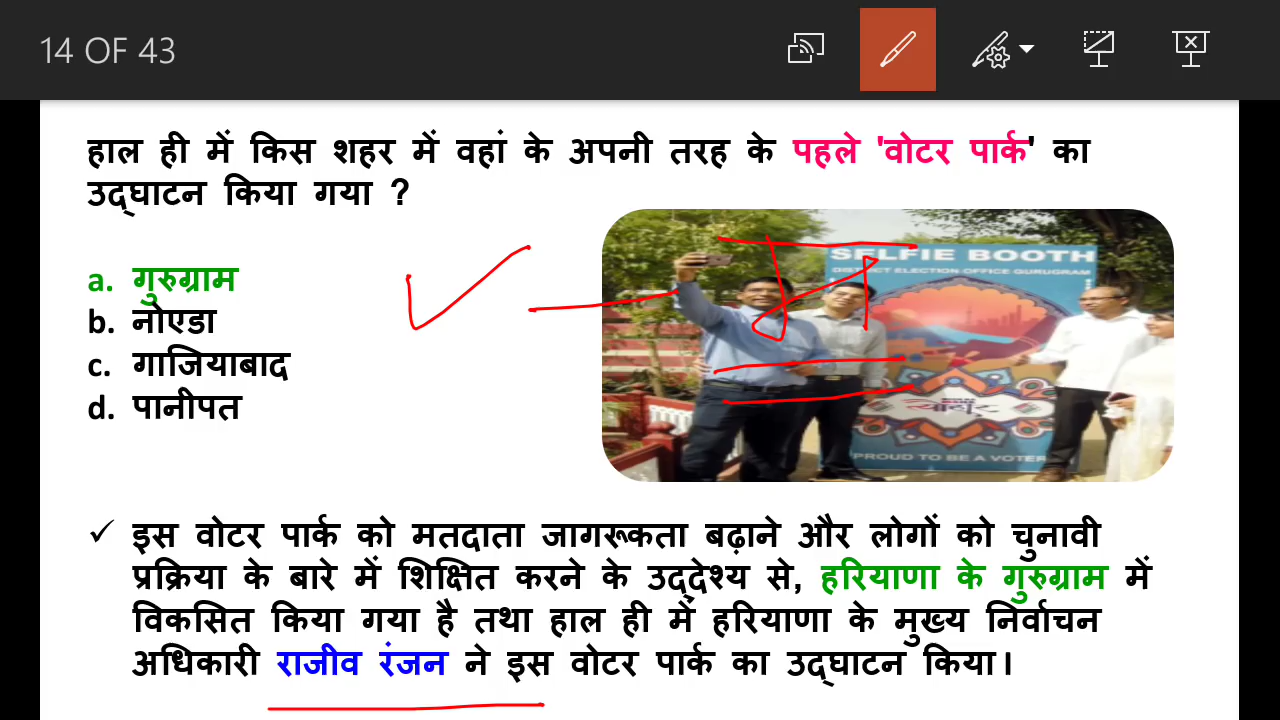 14 OF 43
हाल ही में किस शहर में वहां के अपनी तरह के पहले 'वोटर पार्क' का
उद्घाटन किया गया ?
a. गुरुग्राम
b. नोएडा
c. गाजियाबाद
d. पानीपत
SELFIE BOOTH
DISTRICT ELECTION OFFICE GURUGRAM
PROUD TO BE A VOTER
✓ इस वोटर पार्क को मतदाता जागरूकता बढ़ाने और लोगों को चुनावी
प्रक्रिया के बारे में शिक्षित करने के उद्देश्य से, हरियाणा के गुरुग्राम में
विकसित किया गया है तथा हाल ही में हरियाणा के मुख्य निर्वाचन
अधिकारी राजीव रंजन ने इस वोटर पार्क का उद्घाटन किया।